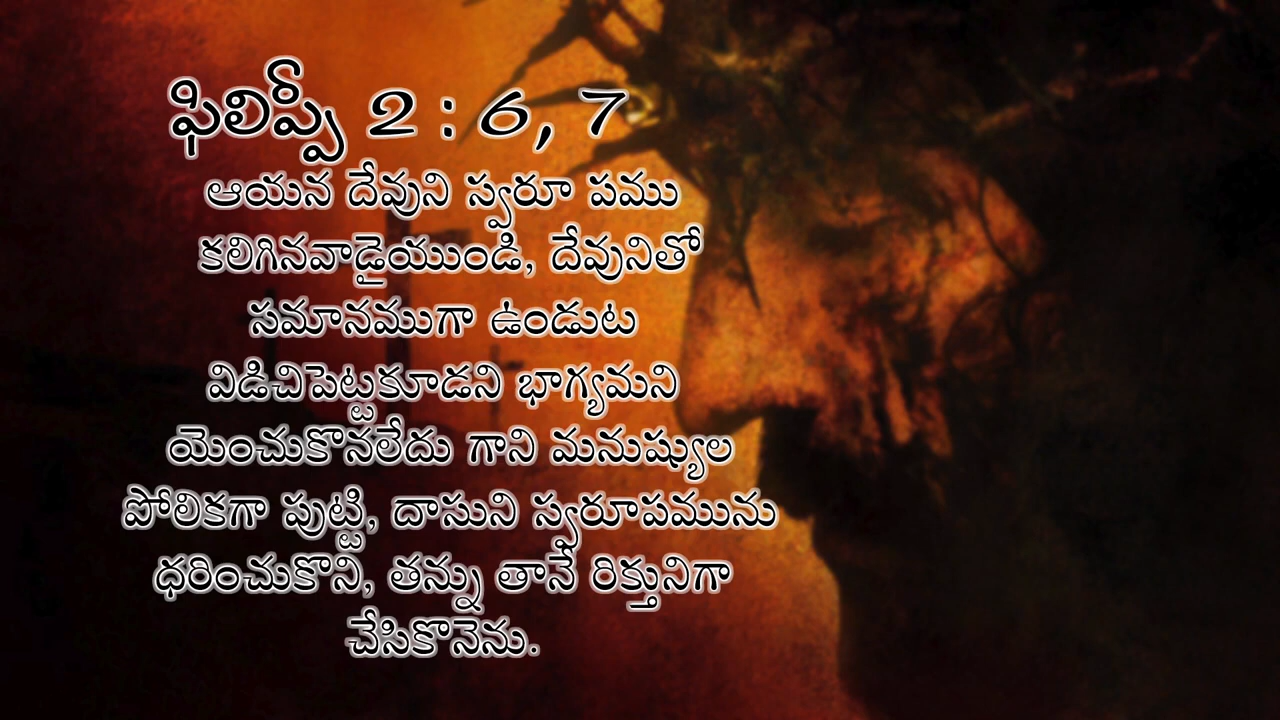 ఫిలిప్పీ 2 : 6, 7
ఆయన దేవుని స్వరూ పము
కలిగినవాడైయుండి, దేవునితో
సమానముగా ఉండుట
విడిచిపెట్టకూడని భాగ్యమని
యెంచుకొనలేదు గాని మనుష్యుల
పోలికగా పుట్టి, దాసుని స్వరూపమును
ధరించుకొని, తన్ను తానే రిక్తునిగా
చేసికొనెను.